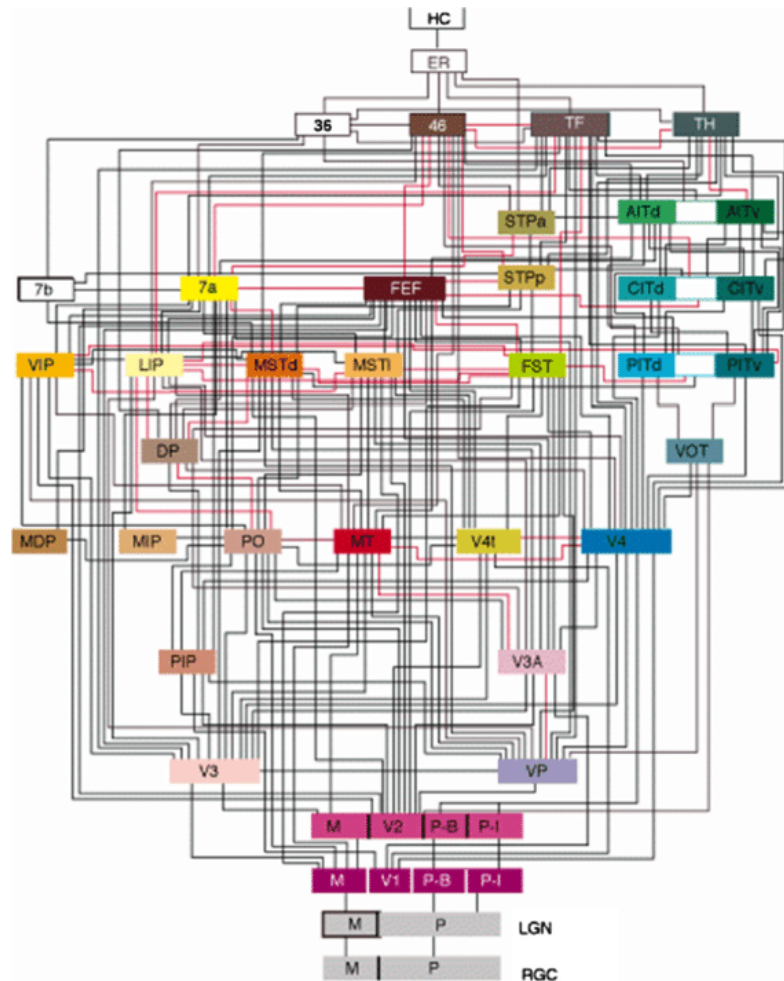 HC
ER
36 46 TF TH
STPa AITd AITv
7b 7a FEF STPp CITd CITv
VIP LIP MSTd MSTl FST PITd PITv
DP VOT
MDP MIP PO MT V4t V4
PIP V3A
V3 VP
M V2 P-B P-I
M V1 P-B P-I
M P LGN
M P RGC